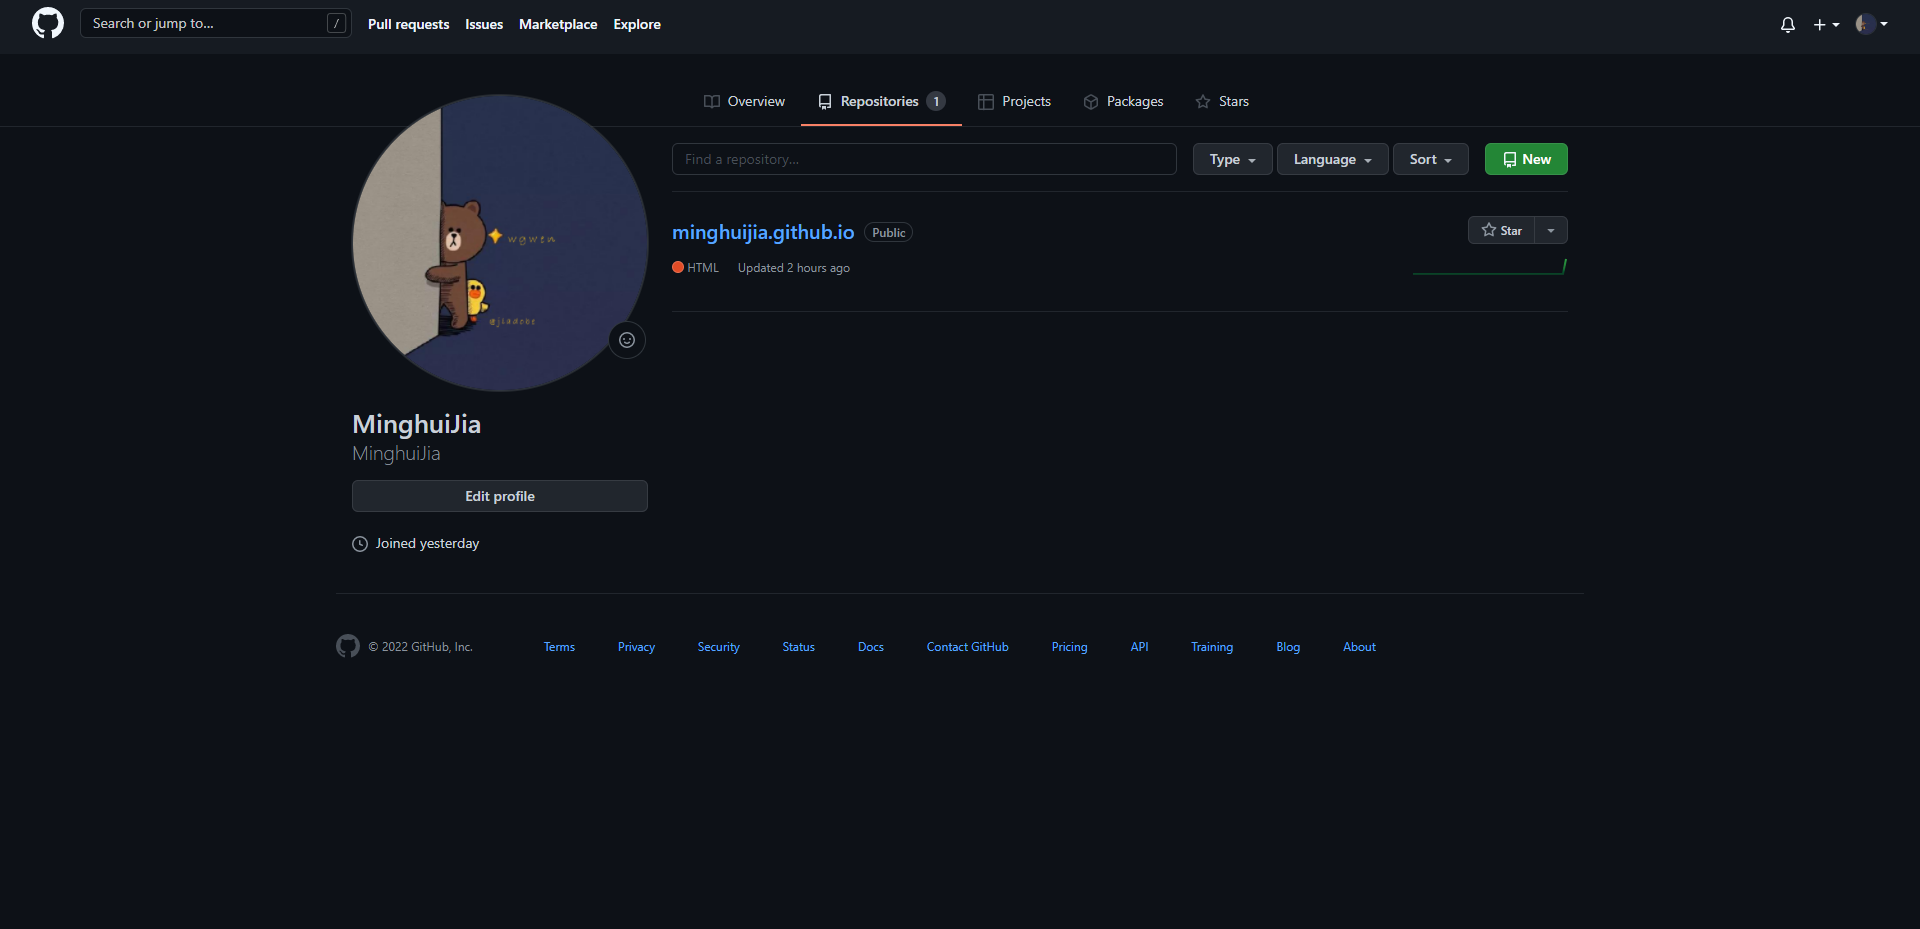 Search or jump to... /
Pull requests Issues Marketplace Explore
Overview Repositories 1 Projects Packages Stars
Find a repository... Type Language Sort New
wgwin
minghuijia.github.io Public Star
HTML Updated 2 hours ago
MinghuiJia
MinghuiJia
Edit profile
Joined yesterday
© 2022 GitHub, Inc. Terms Privacy Security Status Docs Contact GitHub Pricing API Training Blog About